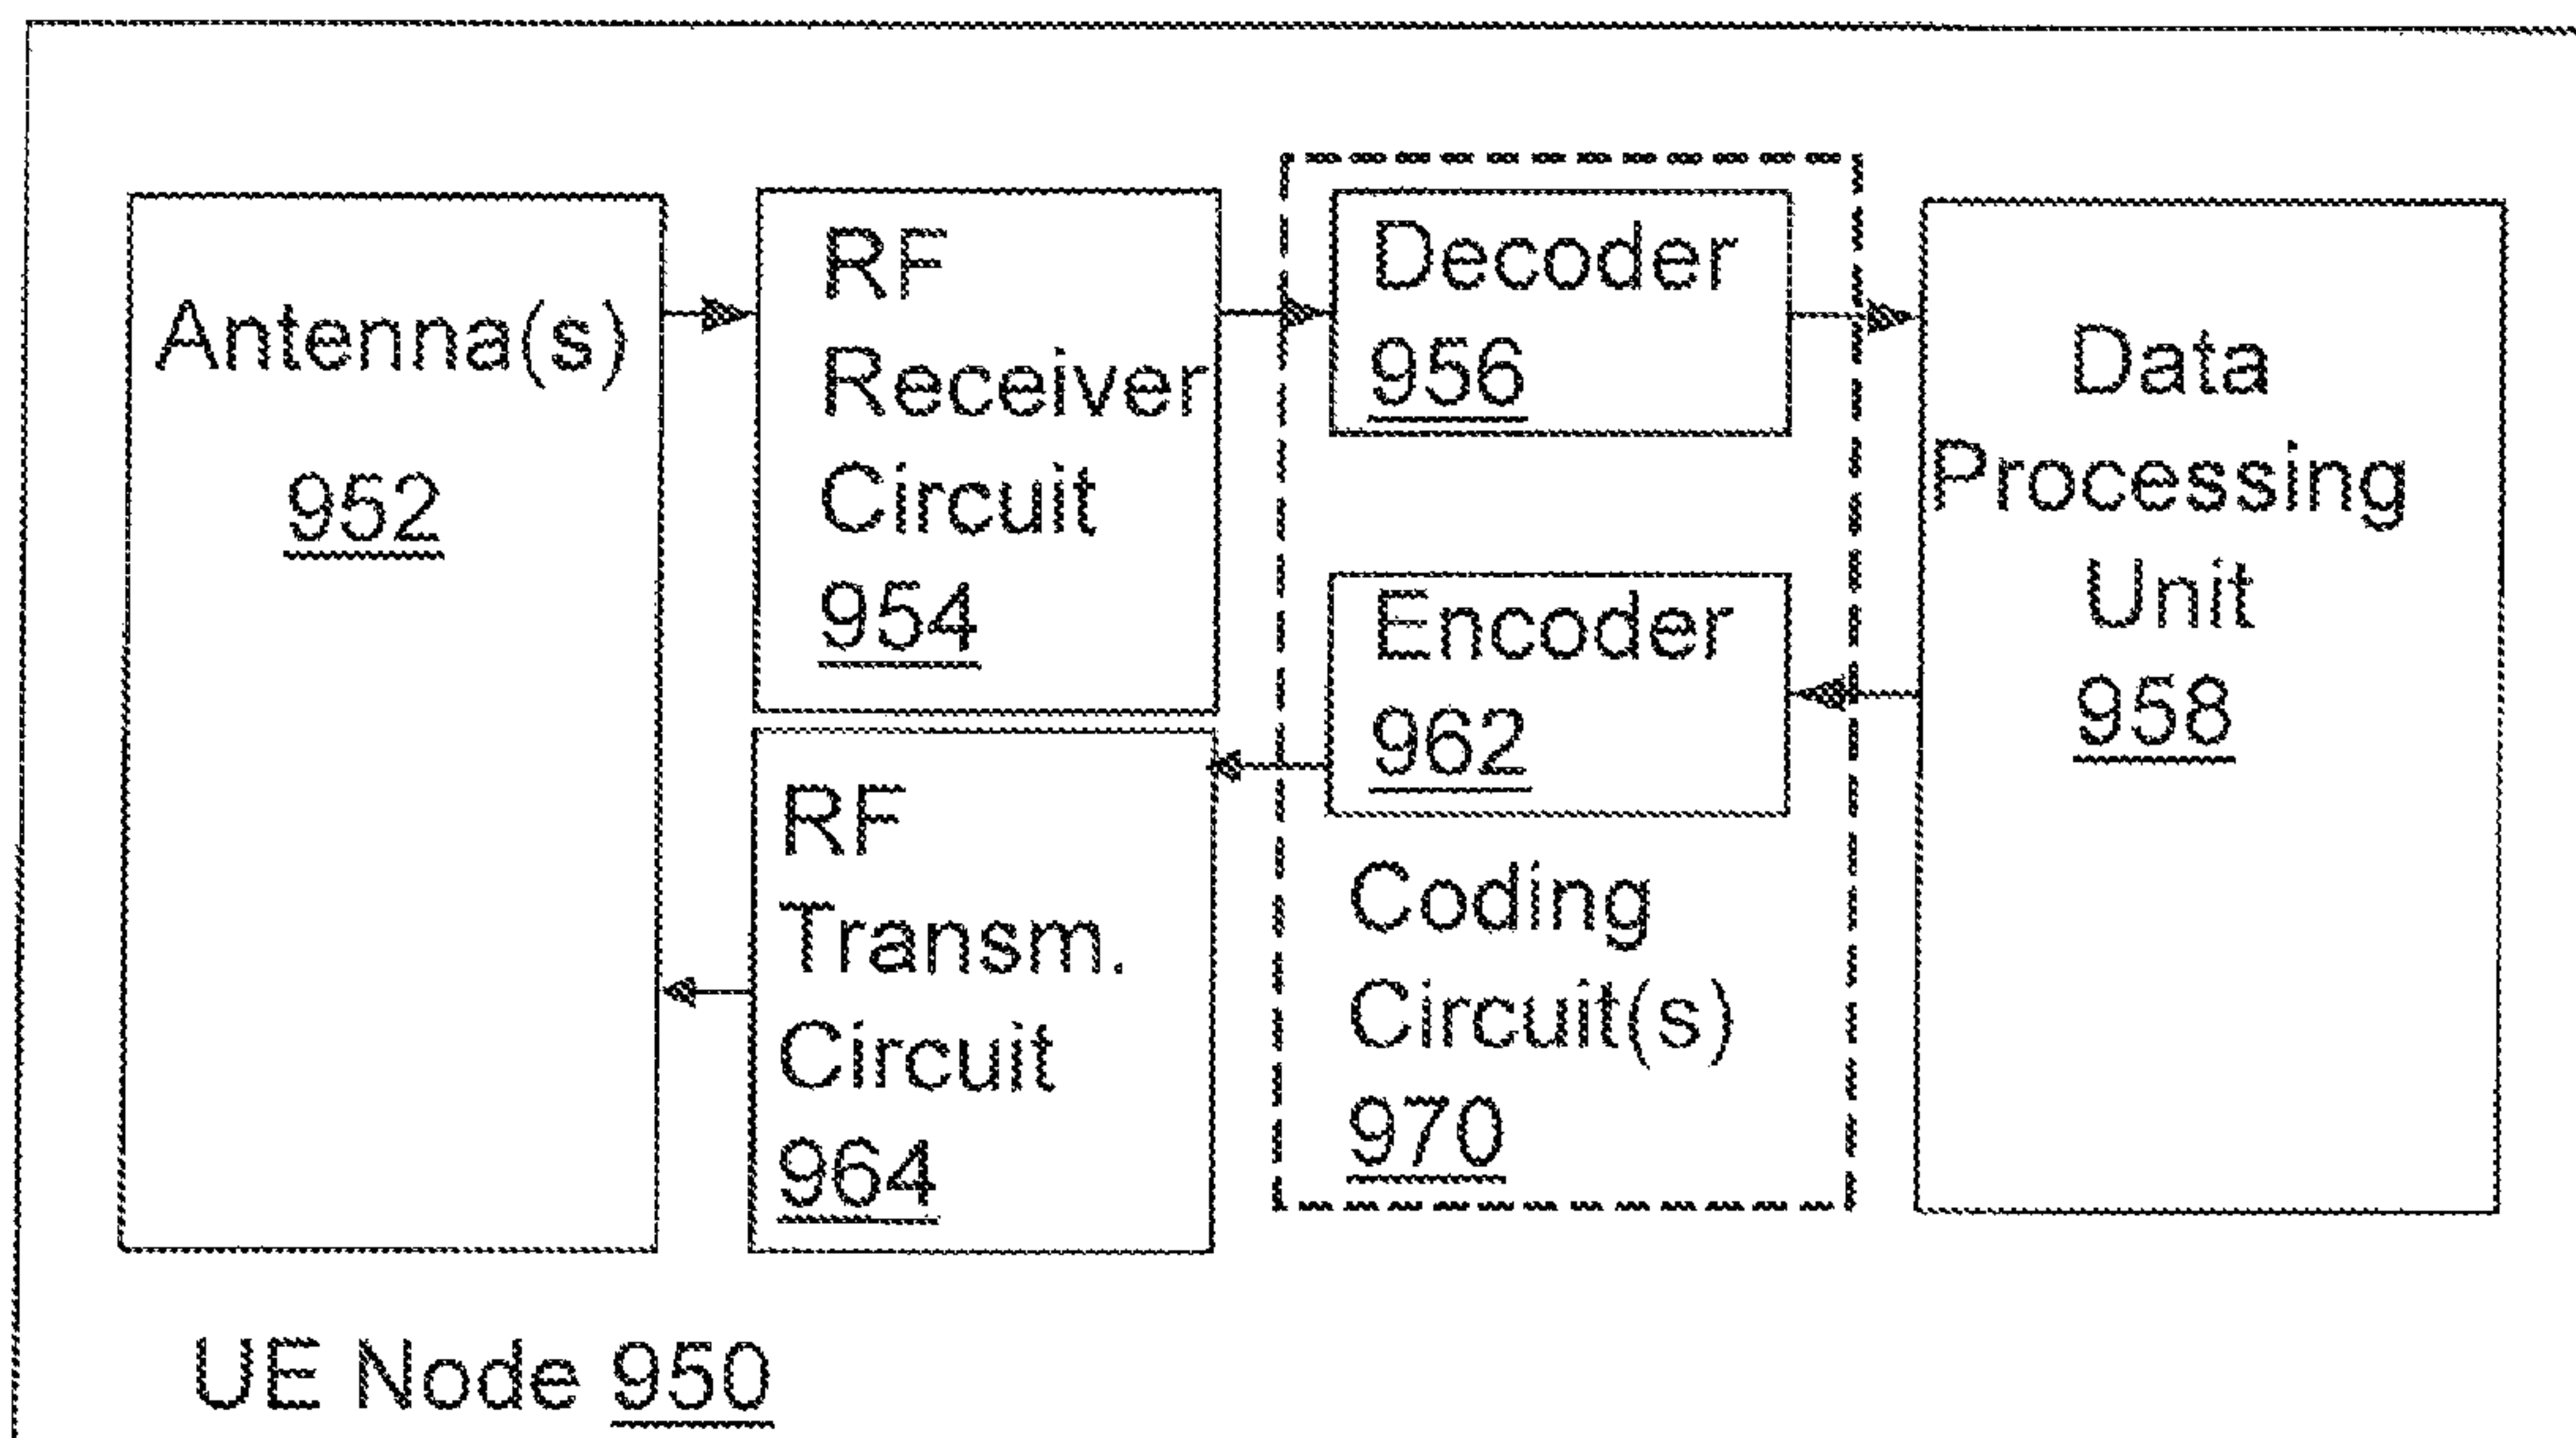 Antenna(s)
952
RF
Receiver
Circuit
954
Decoder
956
Data
Processing
Unit
958
Encoder
962
RF
Transm.
Circuit
964
Coding
Circuit(s)
970
UE Node 950